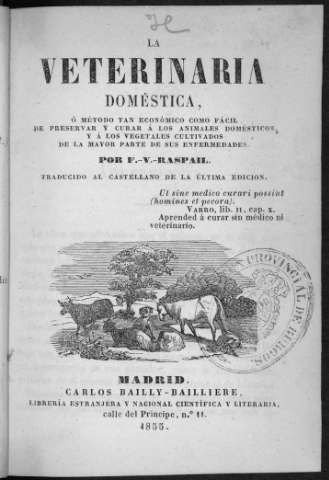 LA
VETERINARIA
DOMÉSTICA,
Ó MÉTODO TAN ECONÓMICO COMO FÁCIL
DE PRESERVAR Y CURAR Á LOS ANIMALES DOMÉSTICOS,
Y Á LOS VEGETALES CULTIVADOS
DE LA MAYOR PARTE DE SUS ENFERMEDADES.
POR F.-V.-RASPAIL.
TRADUCIDO AL CASTELLANO DE LA ÚLTIMA EDICION.
Ut sine medico curari possint
(homines et pecora).
VARRO, lib. II, cap. X.
Aprended á curar sin médico ni
veterinario.
PROVINCIAL DE BURGOS
MADRID.
CARLOS BAILLY-BAILLIERE,
LIBRERÍA ESTRANJERA Y NACIONAL CIENTÍFICA Y LITERARIA,
calle del Príncipe, n.º 11.
1855.